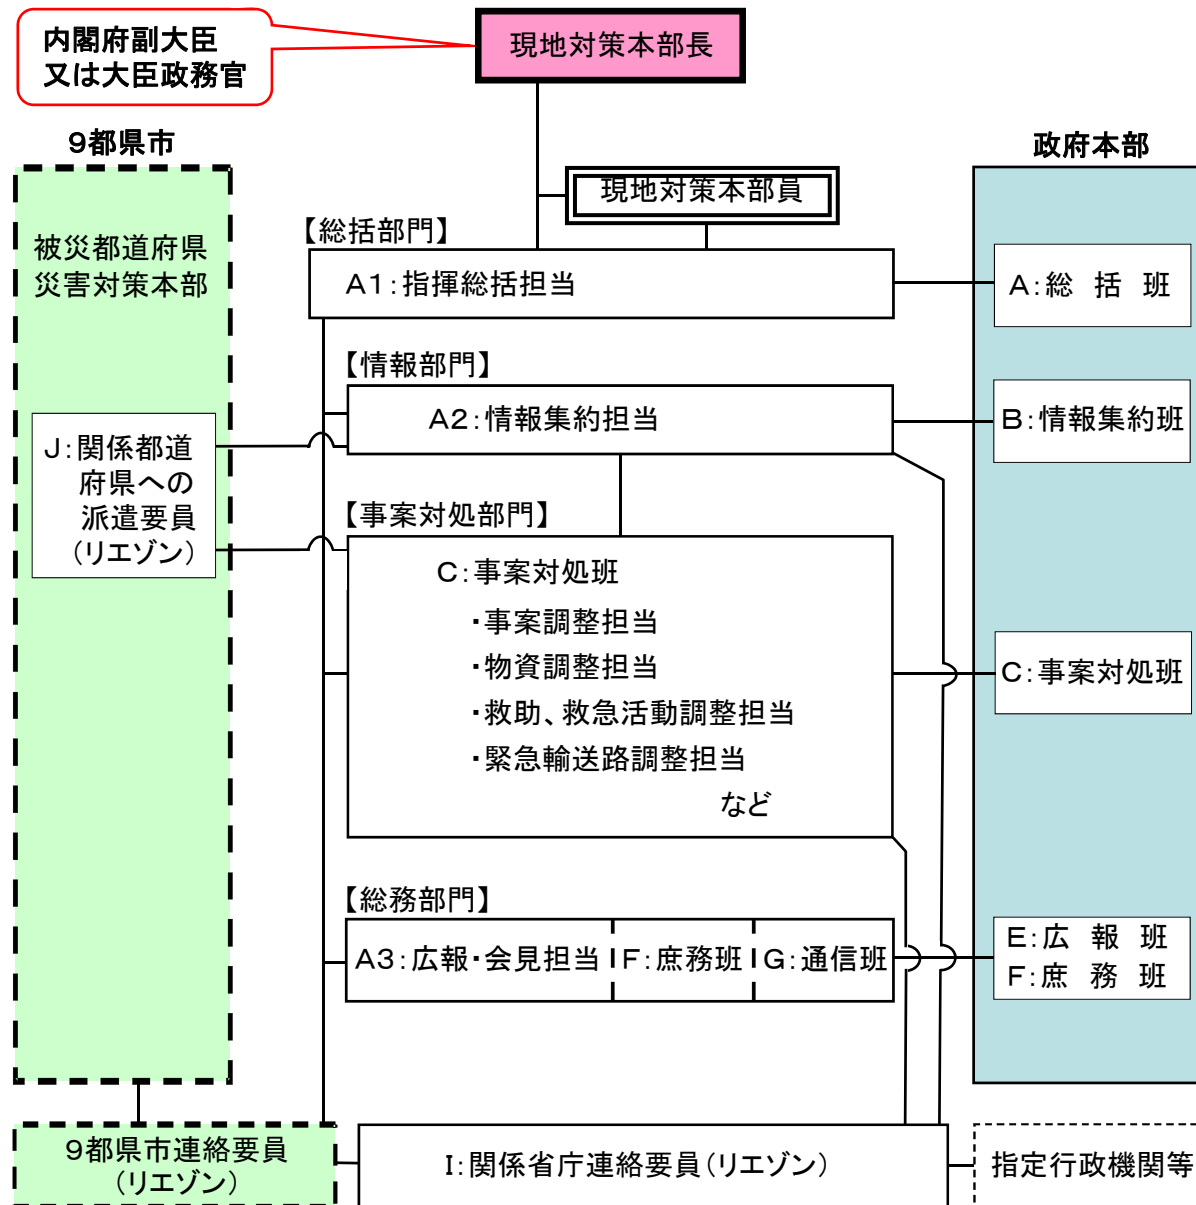 内閣府副大臣
又は大臣政務官
現地対策本部長
9都県市
政府本部
現地対策本部員
【総括部門】
被災都道府県
災害対策本部
A1:指揮総括担当
A:総 括 班
【情報部門】
A2:情報集約担当
B:情報集約班
J:関係都道
府県への
派遣要員
(リエゾン)
【事案対処部門】
C:事案対処班
・事案調整担当
・物資調整担当
・救助、救急活動調整担当
・緊急輸送路調整担当
など
C:事案対処班
【総務部門】
A3:広報・会見担当
F:庶務班
G:通信班
E:広 報 班
F:庶 務 班
9都県市連絡要員
(リエゾン)
I:関係省庁連絡要員(リエゾン)
指定行政機関等